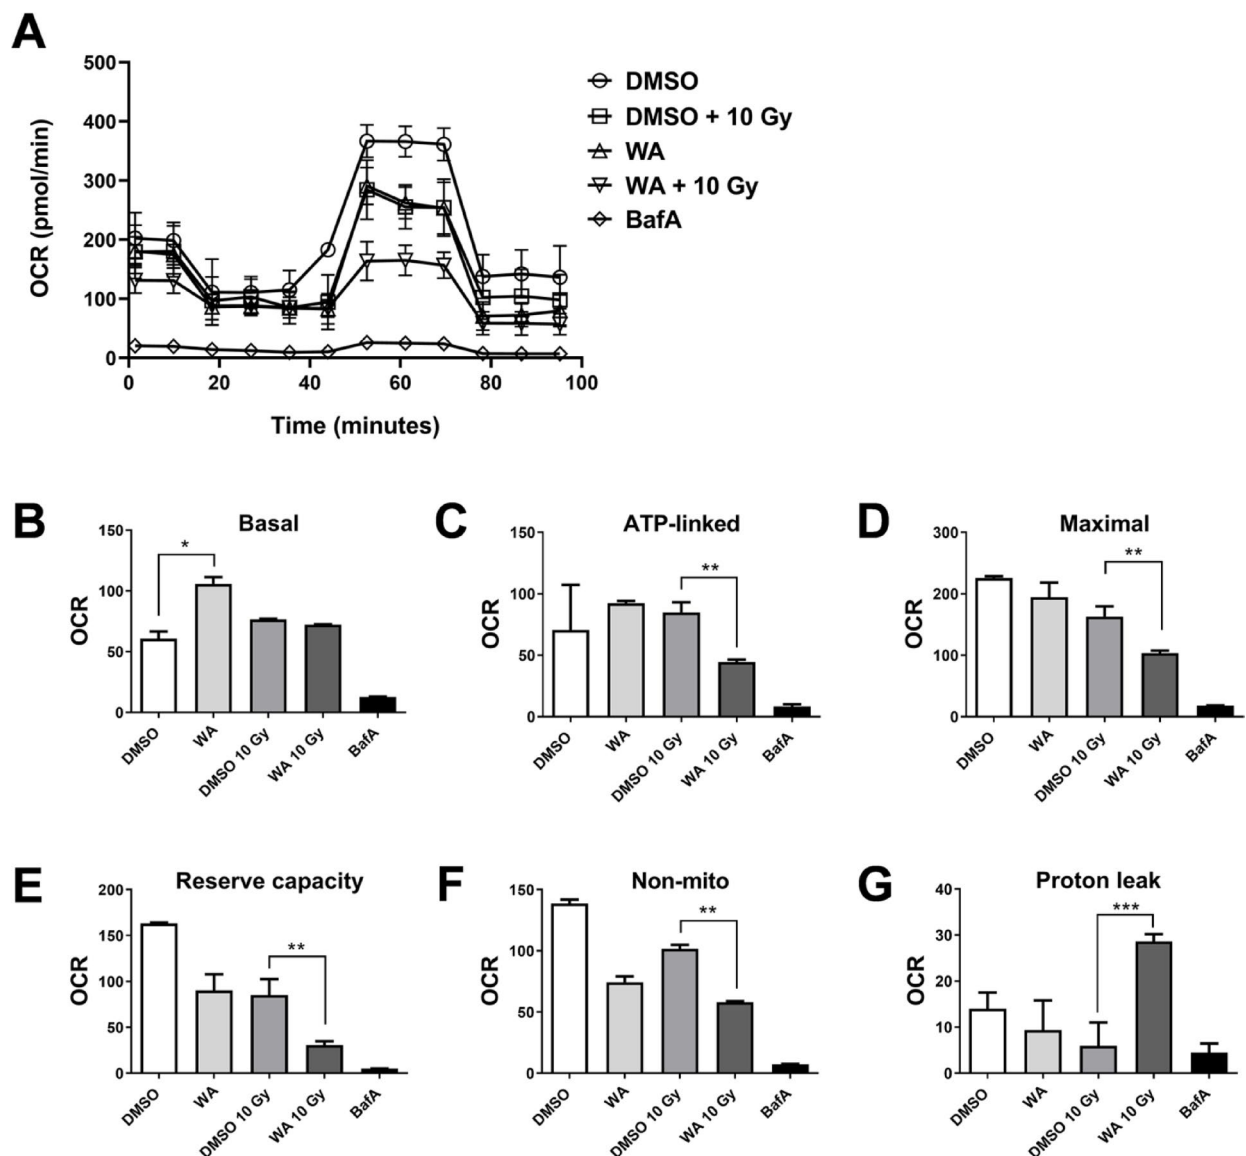 A
500
400
300
200
100
0
OCR (pmol/min)
0 20 40 60 80 100
Time (minutes)
DMSO
DMSO + 10 Gy
WA
WA + 10 Gy
BafA
B
Basal
150
100
50
0
OCR
*
DMSO
WA
DMSO 10 Gy
WA 10 Gy
BafA
C
ATP-linked
150
100
50
0
OCR
**
DMSO
WA
DMSO 10 Gy
WA 10 Gy
BafA
D
Maximal
300
200
100
0
OCR
**
DMSO
WA
DMSO 10 Gy
WA 10 Gy
BafA
E
Reserve capacity
200
150
100
50
0
OCR
**
DMSO
WA
DMSO 10 Gy
WA 10 Gy
BafA
F
Non-mito
150
100
50
0
OCR
**
DMSO
WA
DMSO 10 Gy
WA 10 Gy
BafA
G
Proton leak
40
30
20
10
0
OCR
***
DMSO
WA
DMSO 10 Gy
WA 10 Gy
BafA